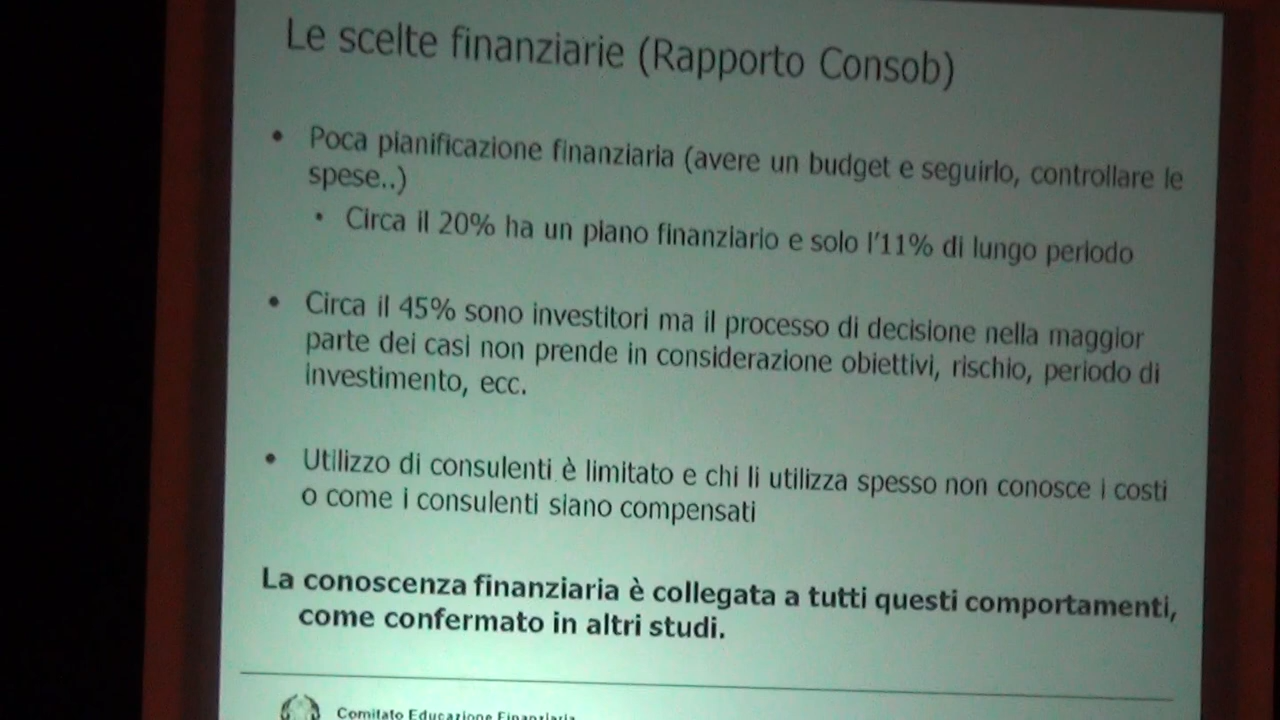 Le scelte finanziarie (Rapporto Consob)
• Poca pianificazione finanziaria (avere un budget e seguirlo, controllare le
spese..)
• Circa il 20% ha un piano finanziario e solo l'11% di lungo periodo
• Circa il 45% sono investitori ma il processo di decisione nella maggior
parte dei casi non prende in considerazione obiettivi, rischio, periodo di
investimento, ecc.
• Utilizzo di consulenti è limitato e chi li utilizza spesso non conosce i costi
o come i consulenti siano compensati
La conoscenza finanziaria è collegata a tutti questi comportamenti,
come confermato in altri studi.
Comitato Educazione Finanziaria